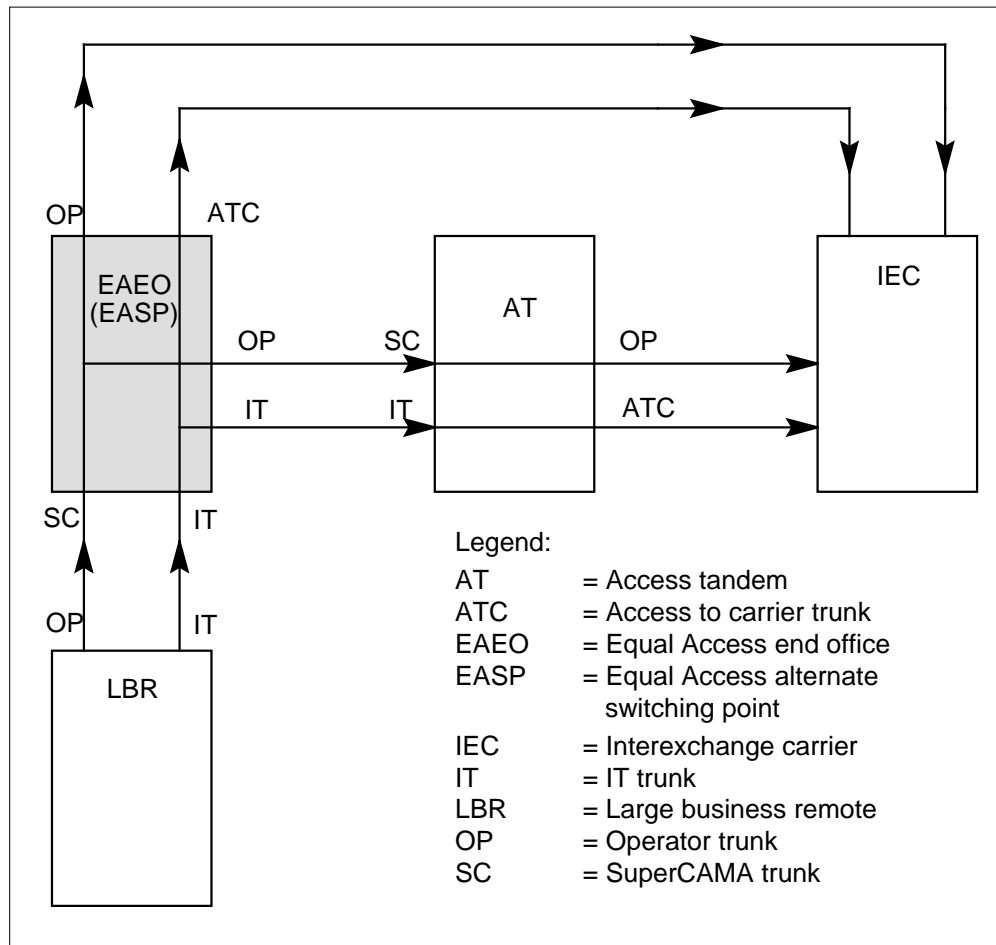 OP
ATC
EAEO
(EASP)
AT
IEC
OP
SC
OP
IT
IT
ATC
SC
IT
OP
IT
LBR
Legend:
AT = Access tandem
ATC = Access to carrier trunk
EAEO = Equal Access end office
EASP = Equal Access alternate
switching point
IEC = Interexchange carrier
IT = IT trunk
LBR = Large business remote
OP = Operator trunk
SC = SuperCAMA trunk